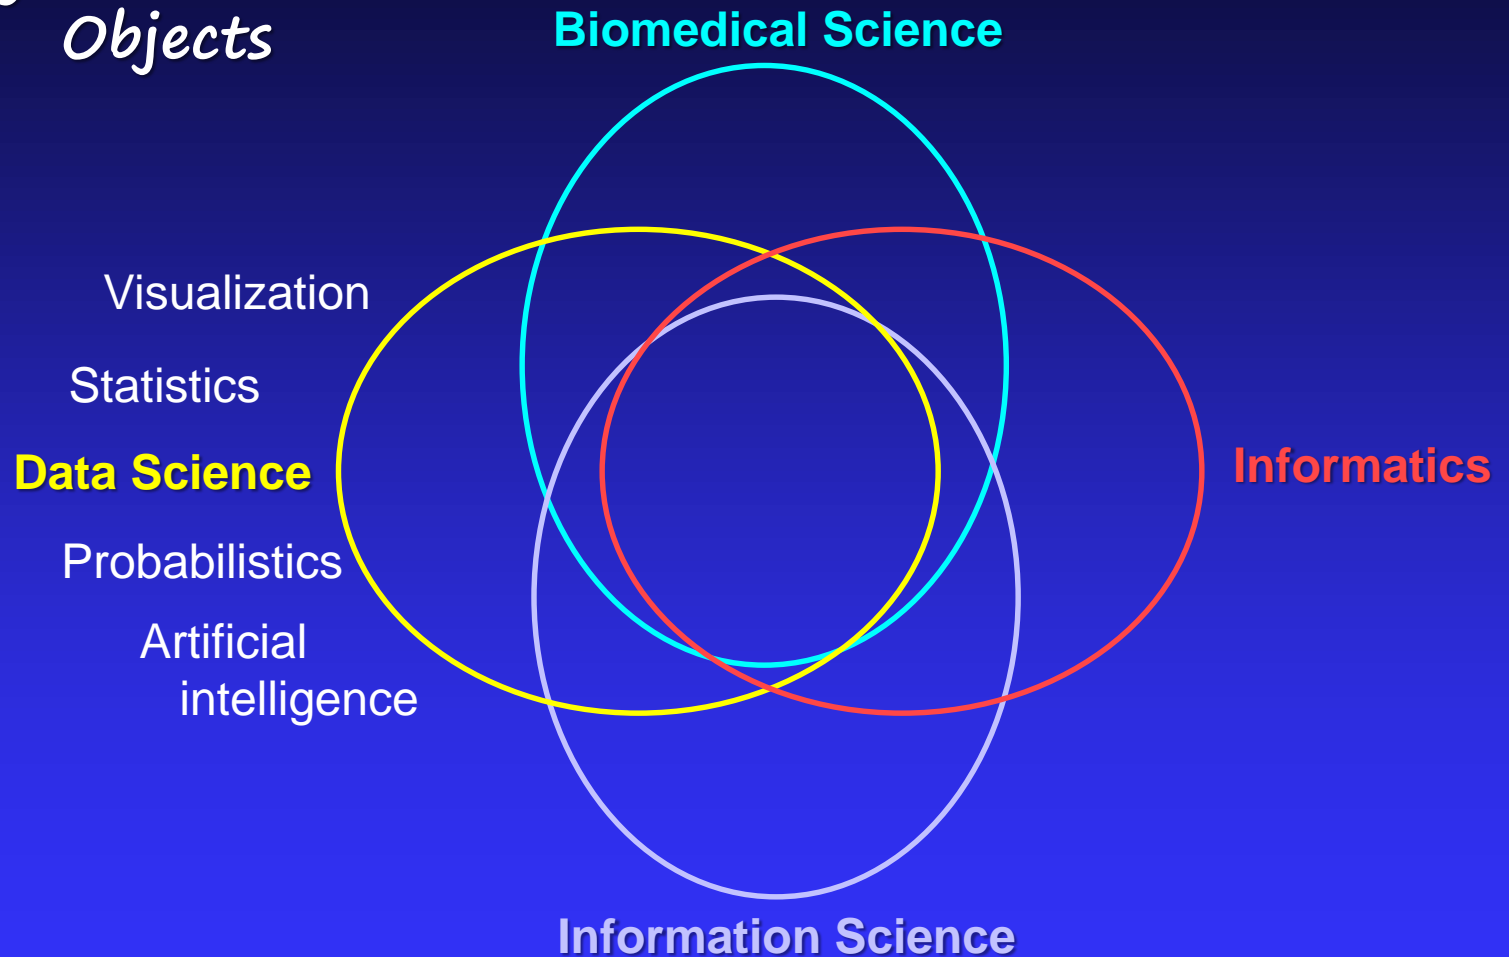 Objects
Biomedical Science
Visualization
Statistics
Data Science
Informatics
Probabilistics
Artificial
intelligence
Information Science